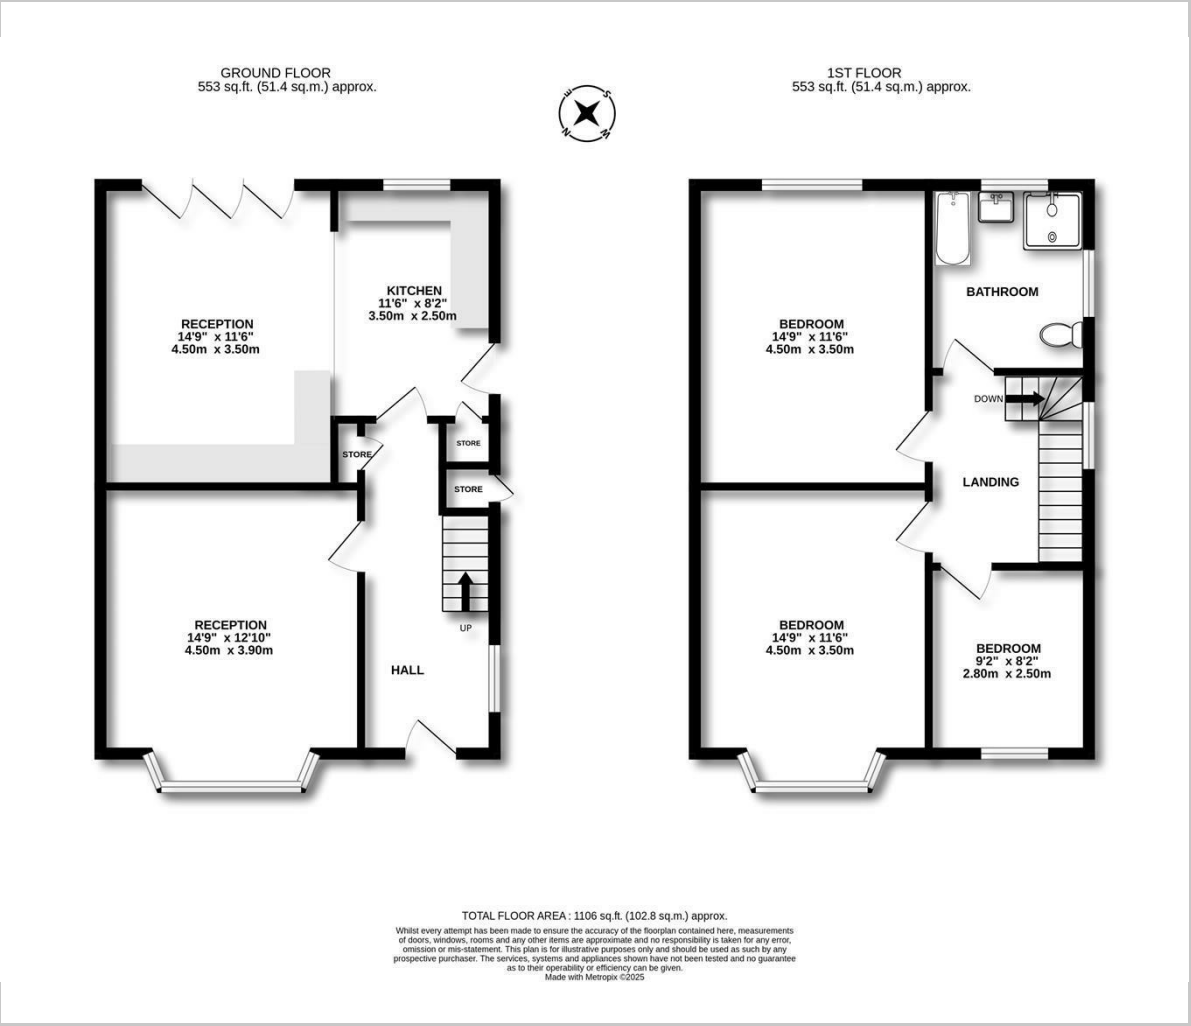 GROUND FLOOR
553 sq.ft. (51.4 sq.m.) approx.
1ST FLOOR
553 sq.ft. (51.4 sq.m.) approx.
E
S
N
W
KITCHEN
11'6" x 8'2"
3.50m x 2.50m
RECEPTION
14'9" x 11'6"
4.50m x 3.50m
STORE
STORE
STORE
RECEPTION
14'9" x 12'10"
4.50m x 3.90m
UP
HALL
BATHROOM
BEDROOM
14'9" x 11'6"
4.50m x 3.50m
DOWN
LANDING
BEDROOM
14'9" x 11'6"
4.50m x 3.50m
BEDROOM
9'2" x 8'2"
2.80m x 2.50m
TOTAL FLOOR AREA : 1106 sq.ft. (102.8 sq.m.) approx.
Whilst every attempt has been made to ensure the accuracy of the floorplan contained here, measurements
of doors, windows, rooms and any other items are approximate and no responsibility is taken for any error,
omission or mis-statement. This plan is for illustrative purposes only and should be used as such by any
prospective purchaser. The services, systems and appliances shown have not been tested and no guarantee
as to their operability or efficiency can be given.
Made with Metropix ©2025